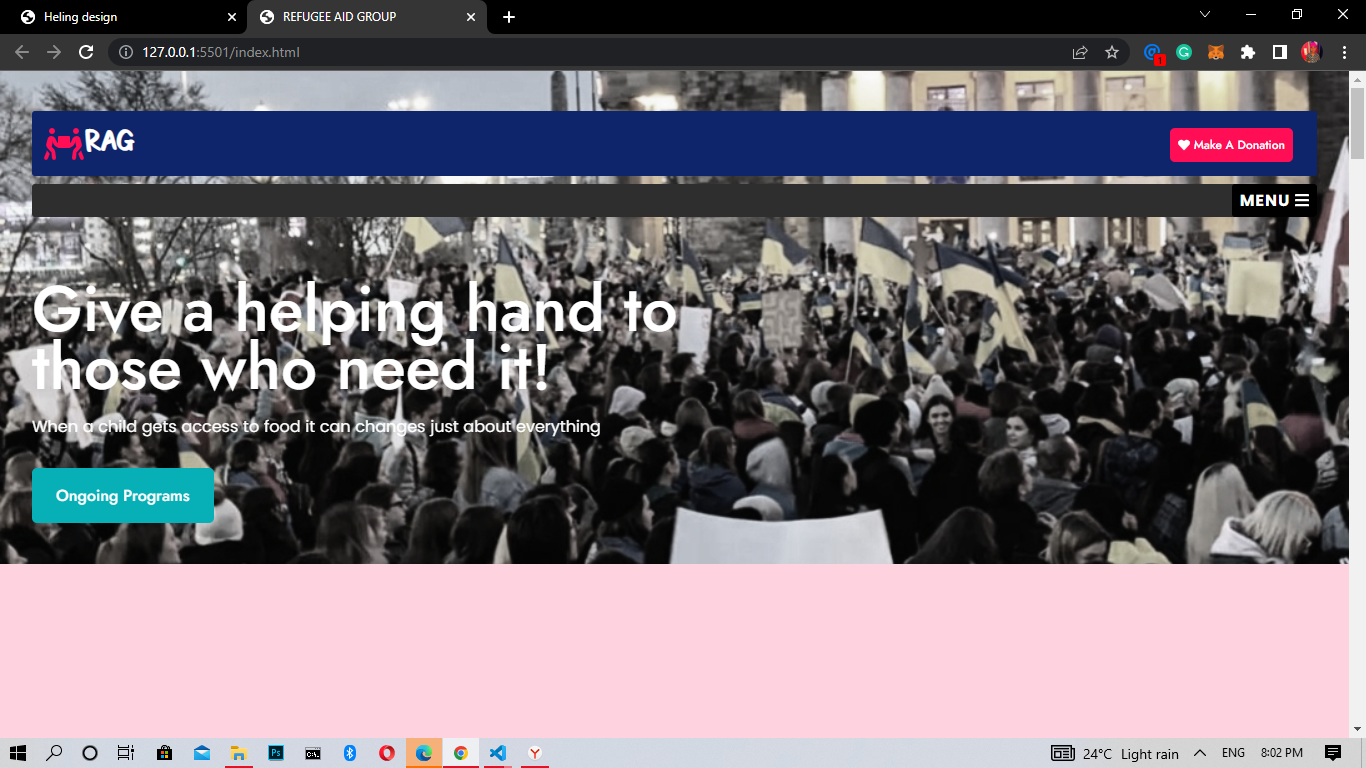 Heling design
REFUGEE AID GROUP
127.0.0.1:5501/index.html
1
RAG
Make A Donation
MENU
Give a helping hand to
those who need it!
When a child gets access to food it can changes just about everything
Ongoing Programs
Ps
C:\.
24°C Light rain
ENG
8:02 PM